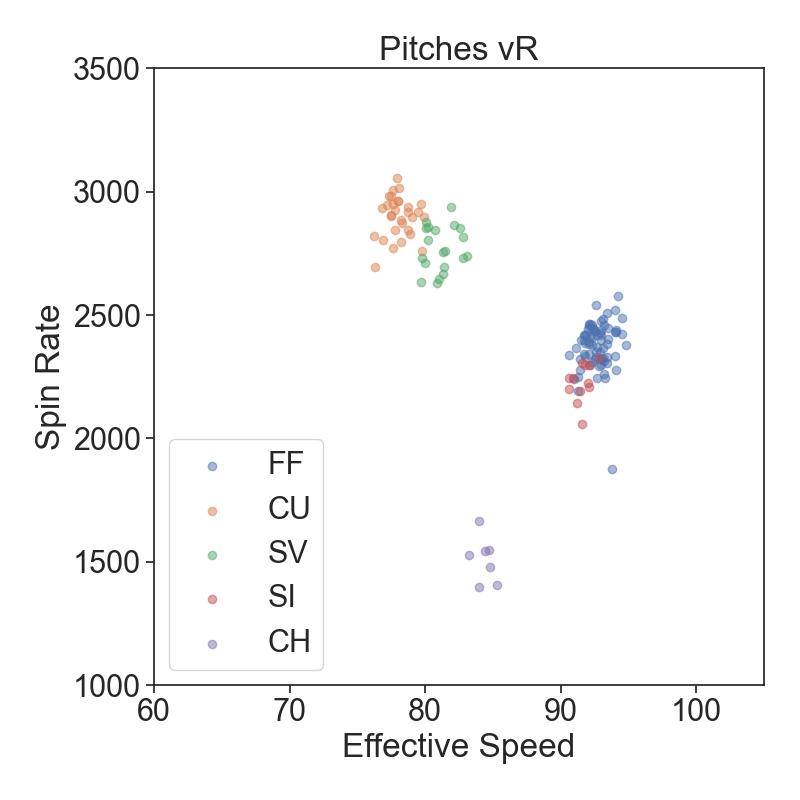 Pitches vR
3500
3000
2500
2000
1500
1000
Spin Rate
FF
CU
SV
SI
CH
60 70 80 90 100
Effective Speed